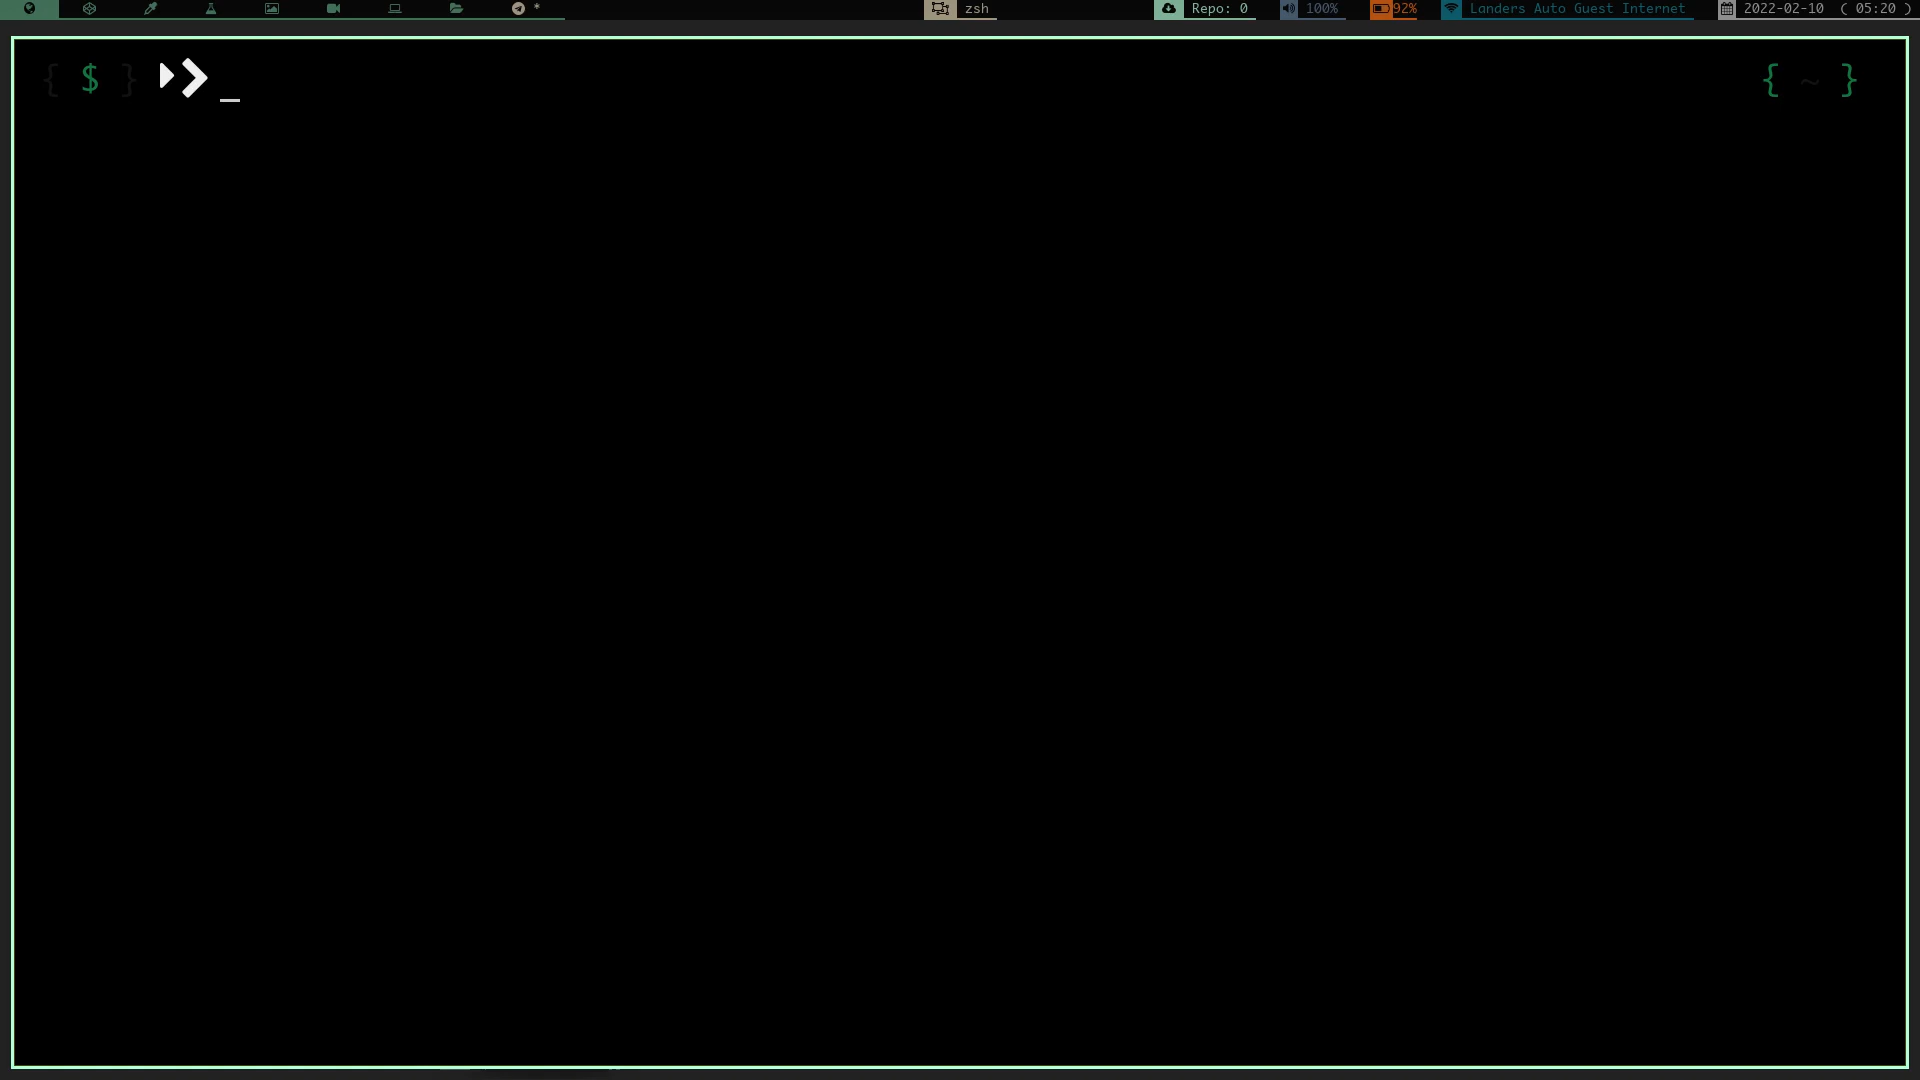 * zsh Repo: 0 100% 92% Landers Auto Guest Internet 2022-02-10 ( 05:20 )
{ $ } _ { ~ }